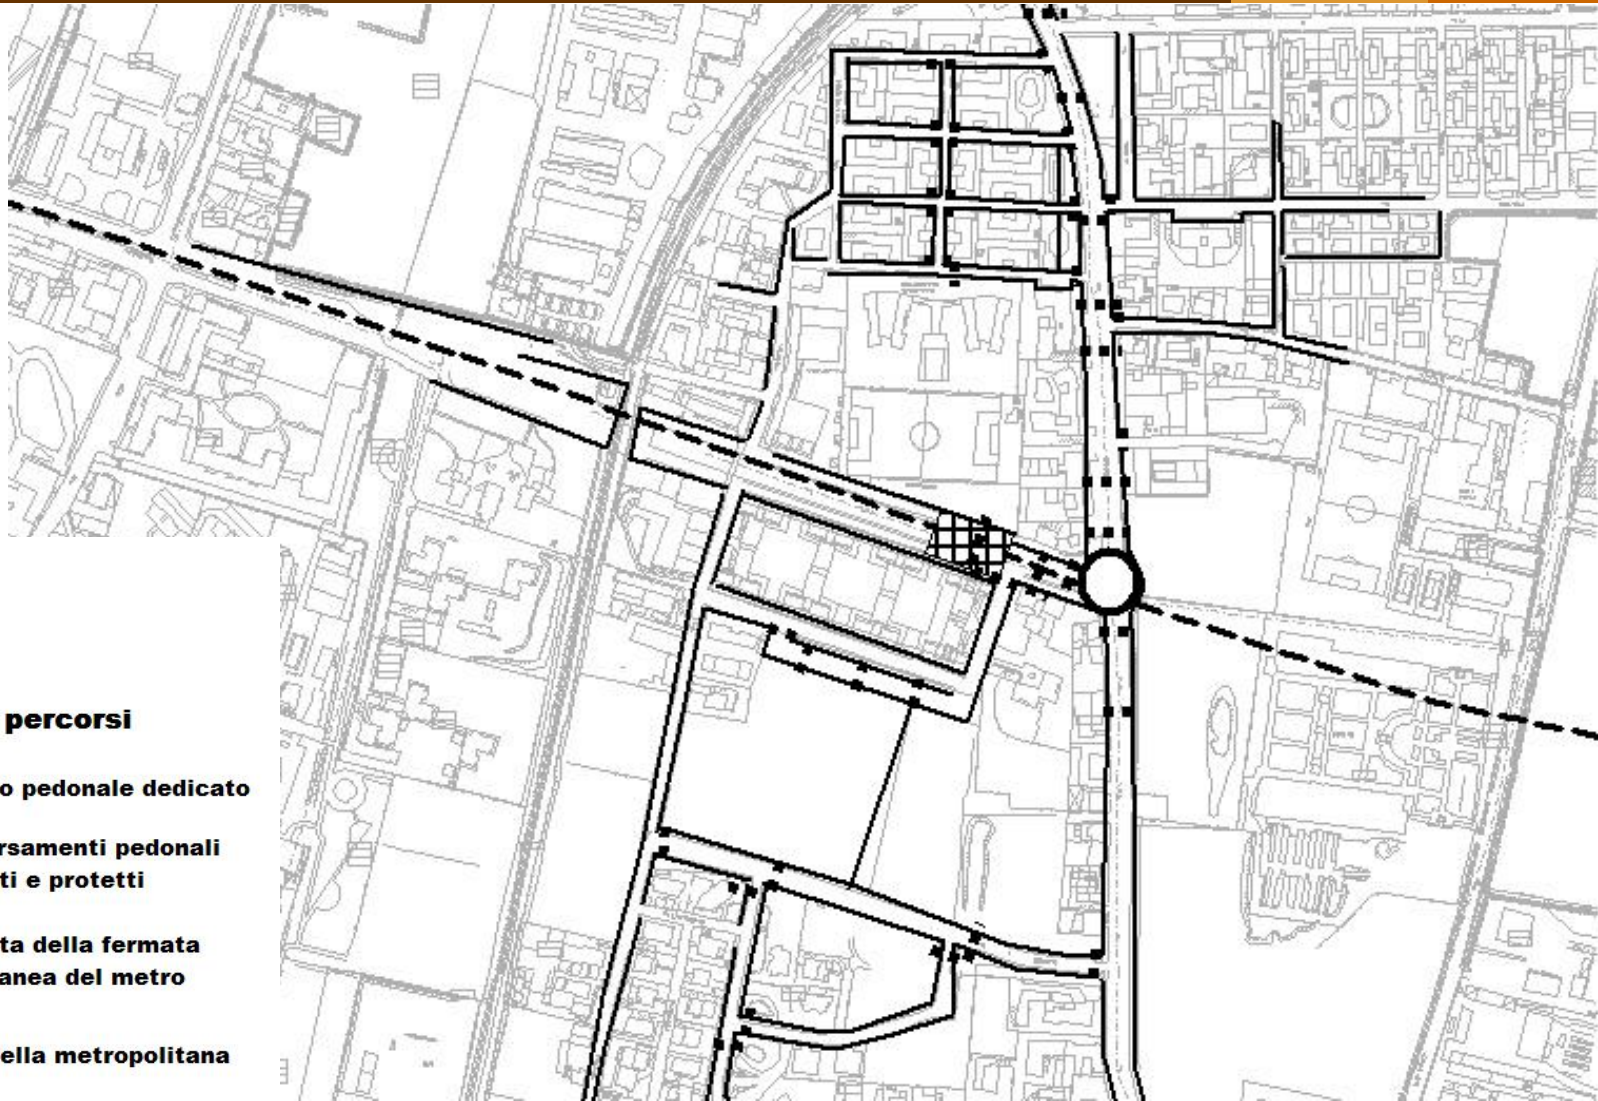 percorsi
o pedonale dedicato
rsamenti pedonali
ti e protetti
ta della fermata
anea del metro
ella metropolitana